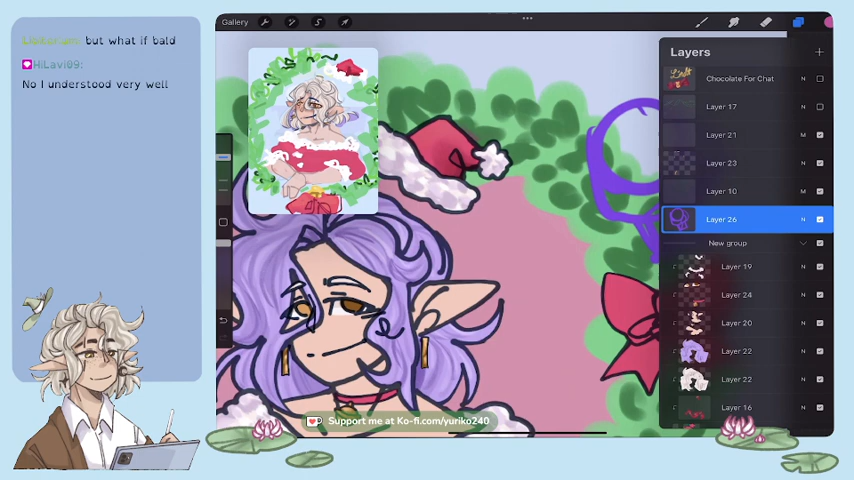 but what if bald
HiLavi09:
No I understood very well
Gallery
Layers
Chocolate For Chat N
Layer 17 N
Layer 21 M
Layer 23 N
Layer 10 M
Layer 26 N
New group
Layer 19 N
Layer 24 N
Layer 20 N
Layer 22 N
Layer 22 N
Layer 16 N
Support me at Ko-fi.com/yuriko240